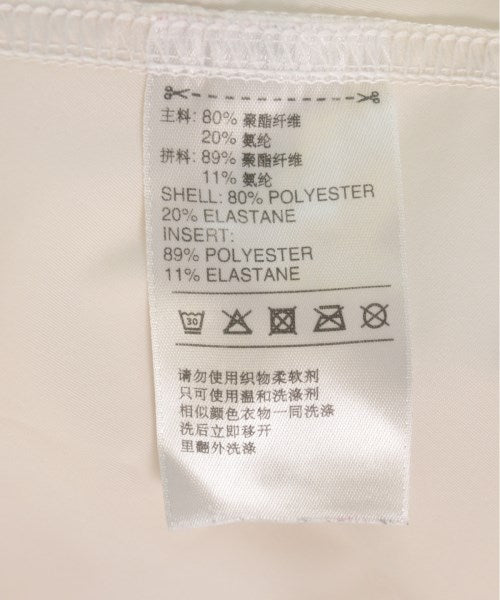 主料: 80% 聚酯纤维
20% 氨纶
拼料: 89% 聚酯纤维
11% 氨纶
SHELL: 80% POLYESTER
20% ELASTANE
INSERT:
89% POLYESTER
11% ELASTANE
30
请勿使用织物柔软剂
只可使用温和洗涤剂
相似颜色衣物一同洗涤
洗后立即移开
里翻外洗涤